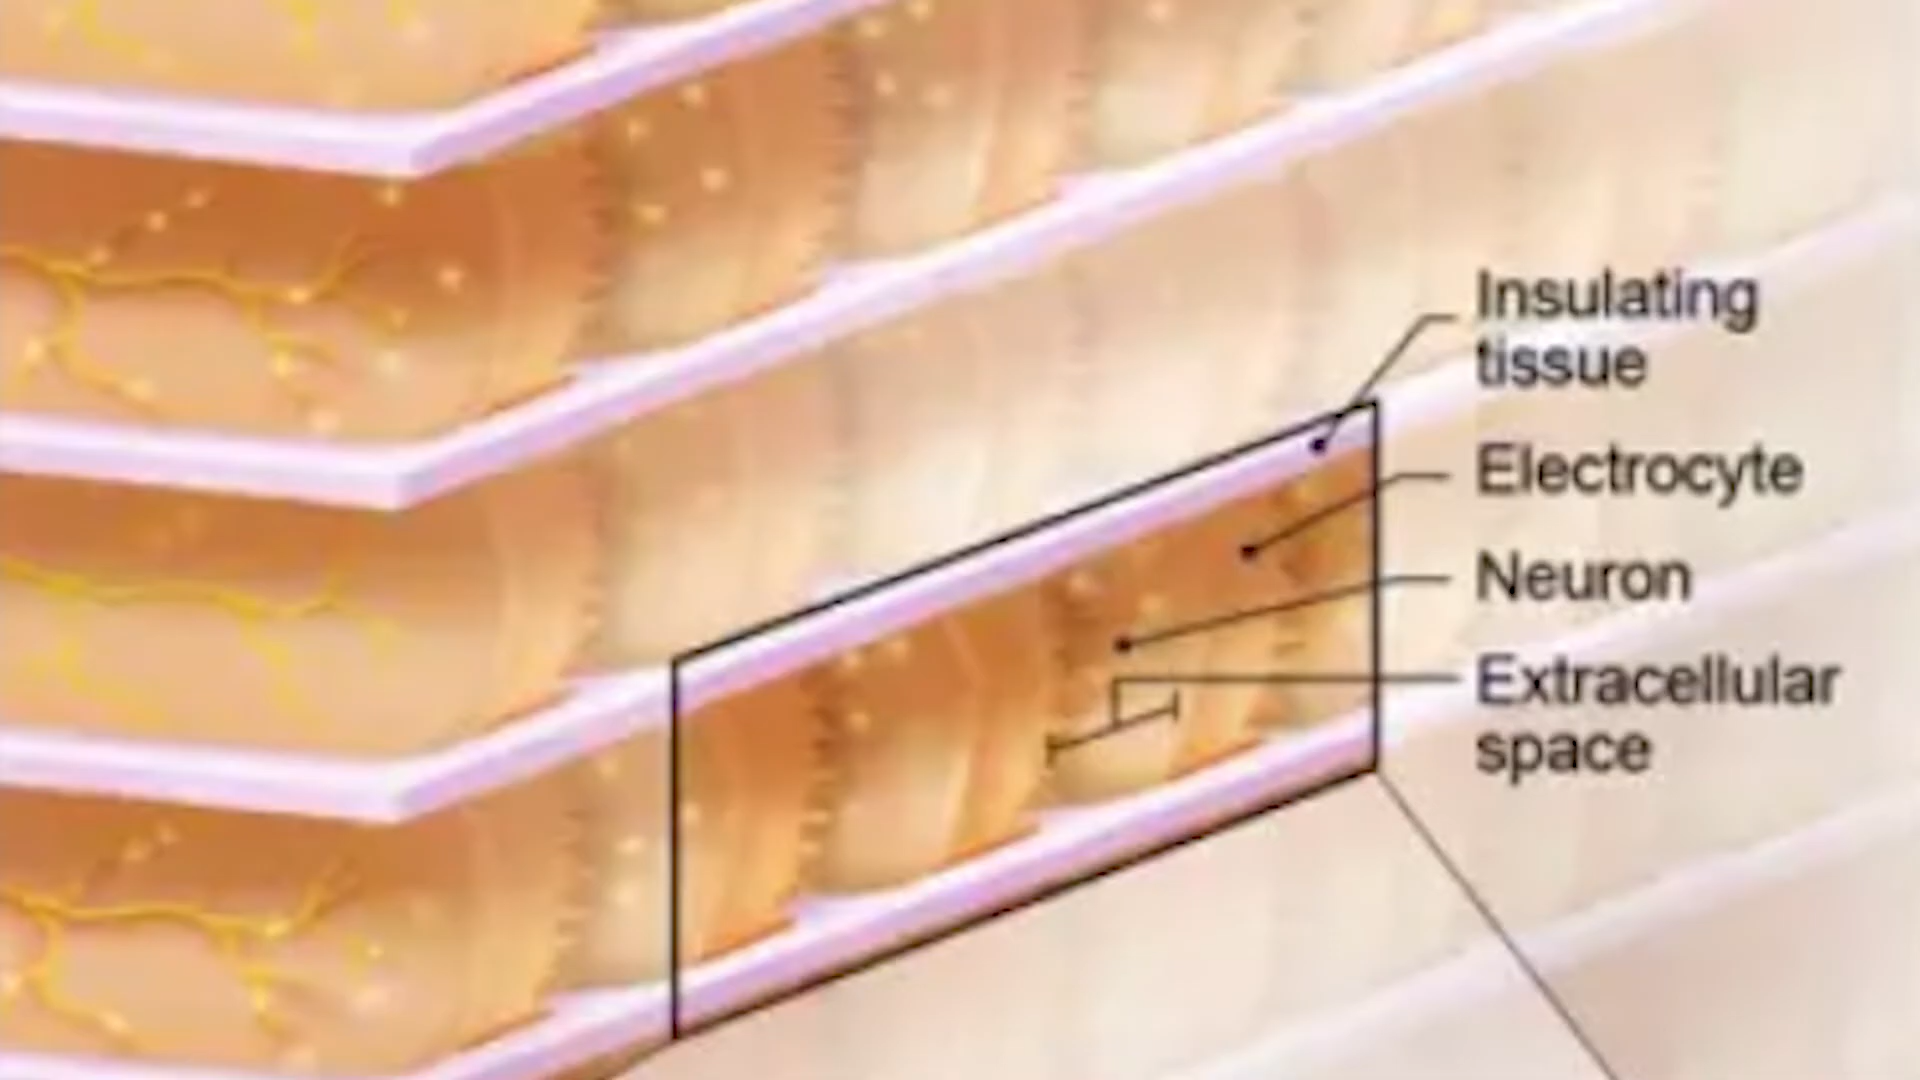 Insulating
tissue
Electrocyte
Neuron
Extracellular
space